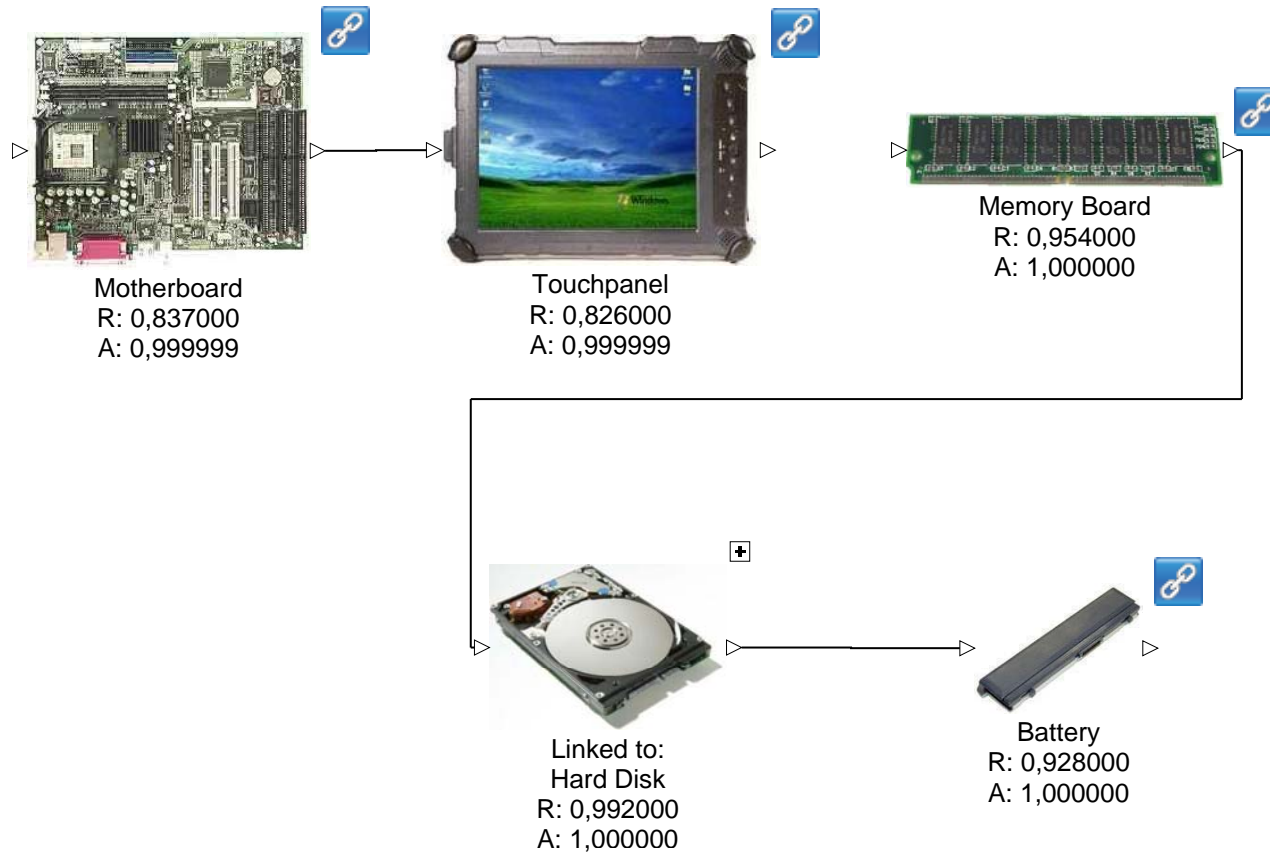 Windows
Motherboard
R: 0,837000
A: 0,999999
Touchpanel
R: 0,826000
A: 0,999999
Memory Board
R: 0,954000
A: 1,000000
Linked to:
Hard Disk
R: 0,992000
A: 1,000000
Battery
R: 0,928000
A: 1,000000